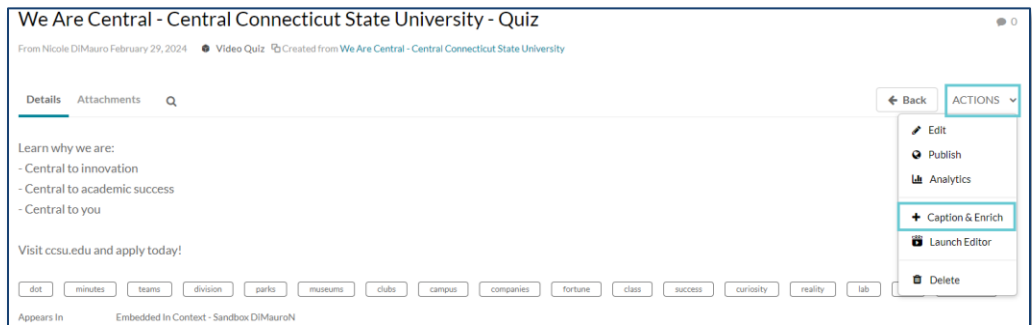 We Are Central - Central Connecticut State University - Quiz
0
From Nicole DiMauro February 29, 2024 Video Quiz Created from We Are Central - Central Connecticut State University
Details Attachments Back ACTIONS
Edit
Publish
Analytics
Caption & Enrich
Launch Editor
Delete
Learn why we are:
- Central to innovation
- Central to academic success
- Central to you
Visit ccsu.edu and apply today!
dot minutes teams division parks museums clubs campus companies fortune class success curiosity reality lab
Appears In Embedded In Context - Sandbox DiMauroN